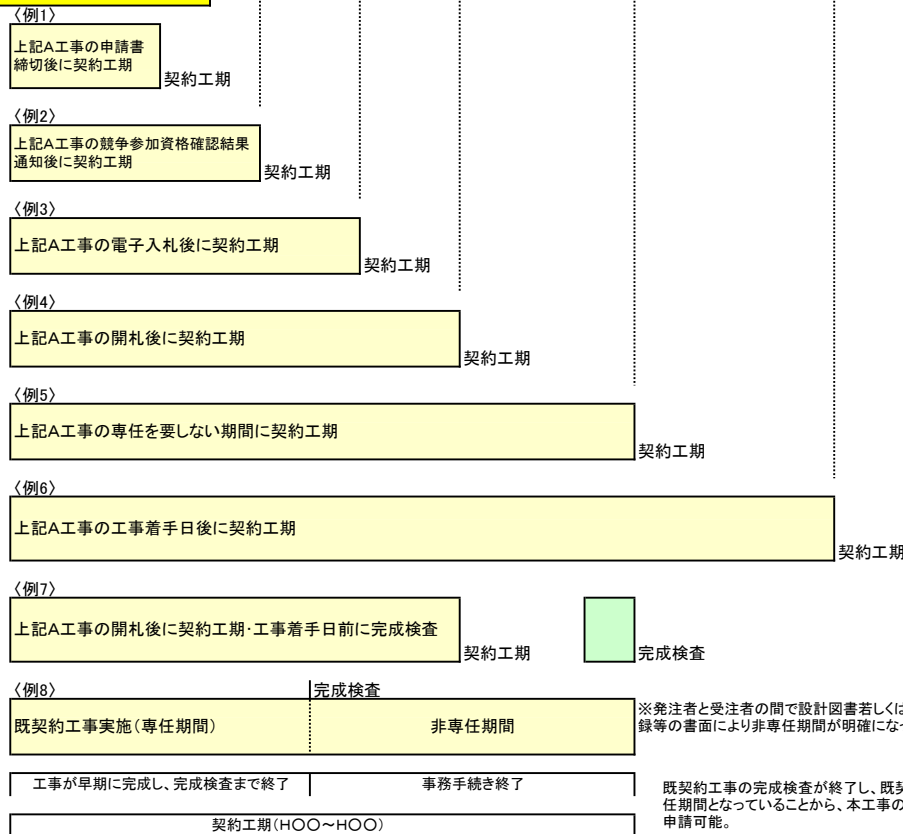 〈例1〉
上記A工事の申請書
締切後に契約工期
契約工期
〈例2〉
上記A工事の競争参加資格確認結果
通知後に契約工期
契約工期
〈例3〉
上記A工事の電子入札後に契約工期
契約工期
〈例4〉
上記A工事の開札後に契約工期
契約工期
〈例5〉
上記A工事の専任を要しない期間に契約工期
契約工期
〈例6〉
上記A工事の工事着手日後に契約工期
契約工期
〈例7〉
上記A工事の開札後に契約工期・工事着手日前に完成検査
契約工期
完成検査
〈例8〉
完成検査
既契約工事実施(専任期間)
非専任期間
※発注者と受注者の間で設計図書若しくは
録等の書面により非専任期間が明確になっ
工事が早期に完成し、完成検査まで終了
事務手続き終了
既契約工事の完成検査が終了し、既契
任期間となっていることから、本工事の
申請可能。
契約工期(H〇〇~H〇〇)